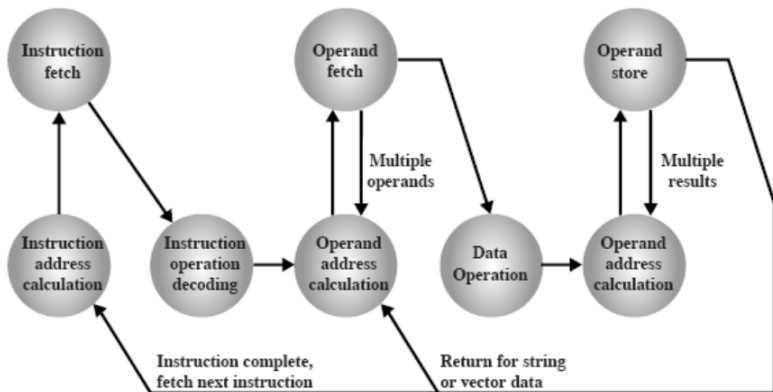 Instruction
fetch
Operand
fetch
Operand
store
Multiple
operands
Multiple
results
Instruction
address
calculation
Instruction
operation
decoding
Operand
address
calculation
Data
Operation
Operand
address
calculation
Instruction complete,
fetch next instruction
Return for string
or vector data